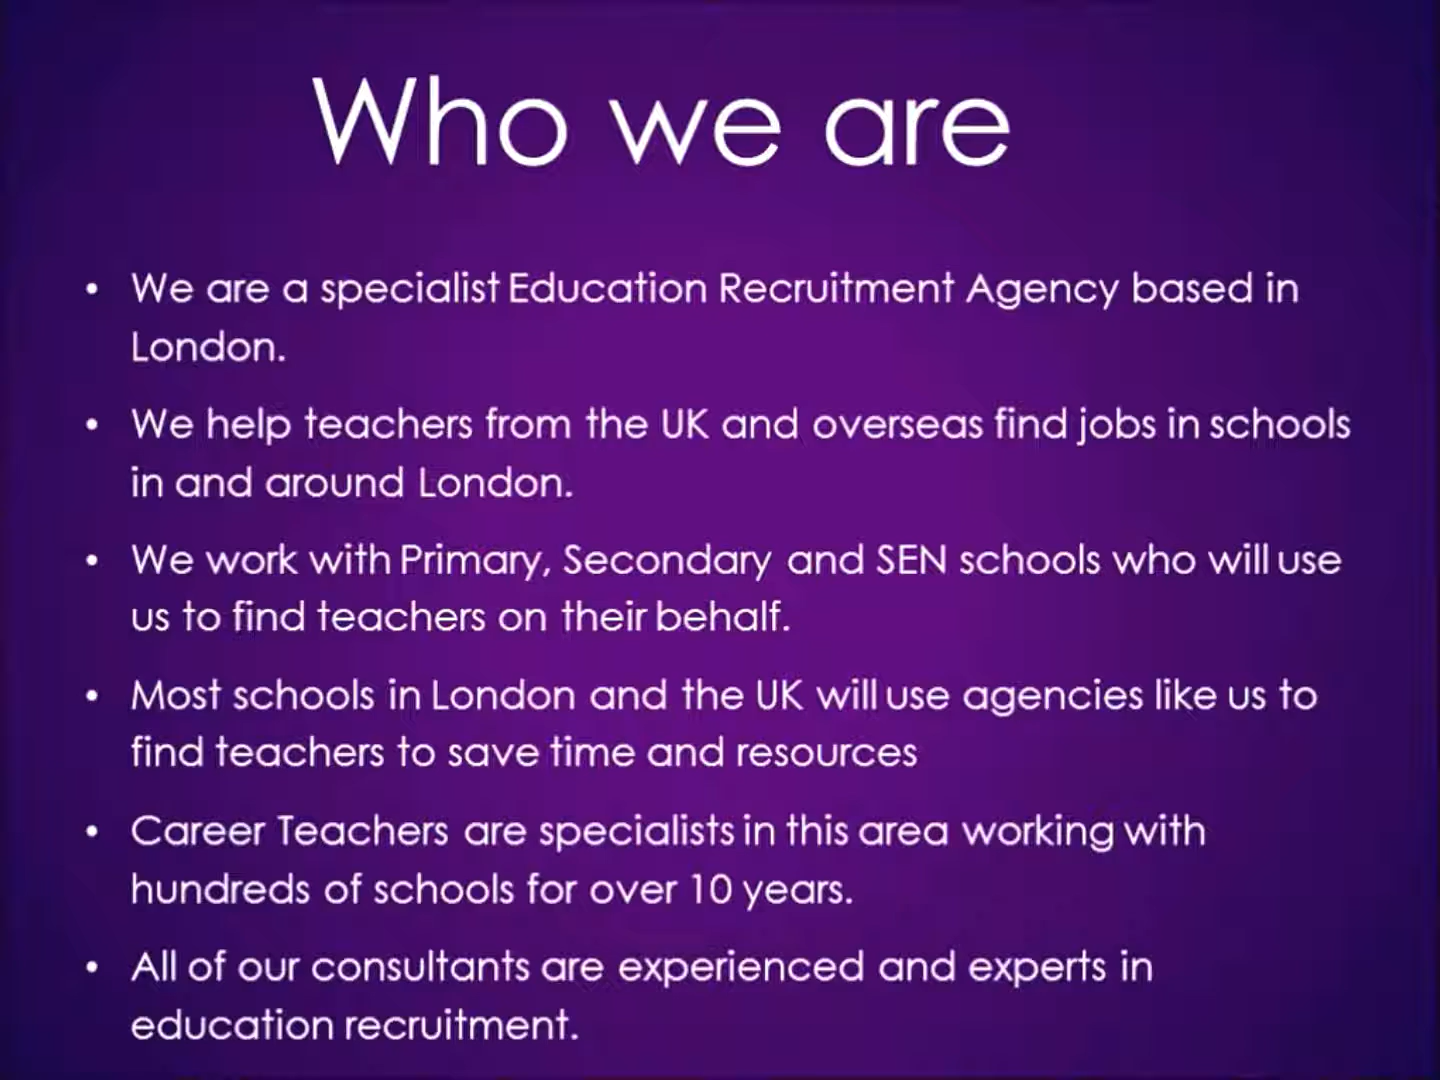 Who we are
• We are a specialist Education Recruitment Agency based in
London.
• We help teachers from the UK and overseas find jobs in schools
in and around London.
• We work with Primary, Secondary and SEN schools who will use
us to find teachers on their behalf.
• Most schools in London and the UK will use agencies like us to
find teachers to save time and resources
• Career Teachers are specialists in this area working with
hundreds of schools for over 10 years.
• All of our consultants are experienced and experts in
education recruitment.